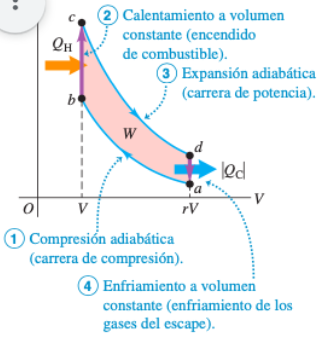 c
② Calentamiento a volumen
constante (encendido
de combustible).
Q_H
③ Expansión adiabática
(carrera de potencia).
b
W
d
|Q_C|
a
O
V
rV
V
① Compresión adiabática
(carrera de compresión).
④ Enfriamiento a volumen
constante (enfriamiento de los
gases del escape).